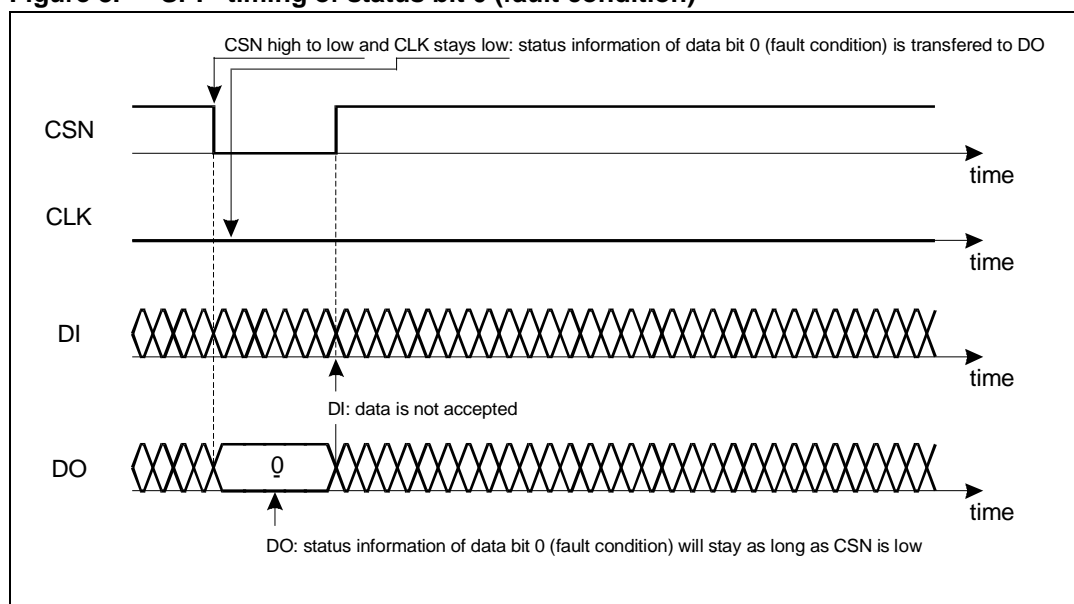 CSN high to low and CLK stays low: status information of data bit 0 (fault condition) is transfered to DO
CSN
time
CLK
time
DI
time
DI: data is not accepted
DO
0
time
DO: status information of data bit 0 (fault condition) will stay as long as CSN is low